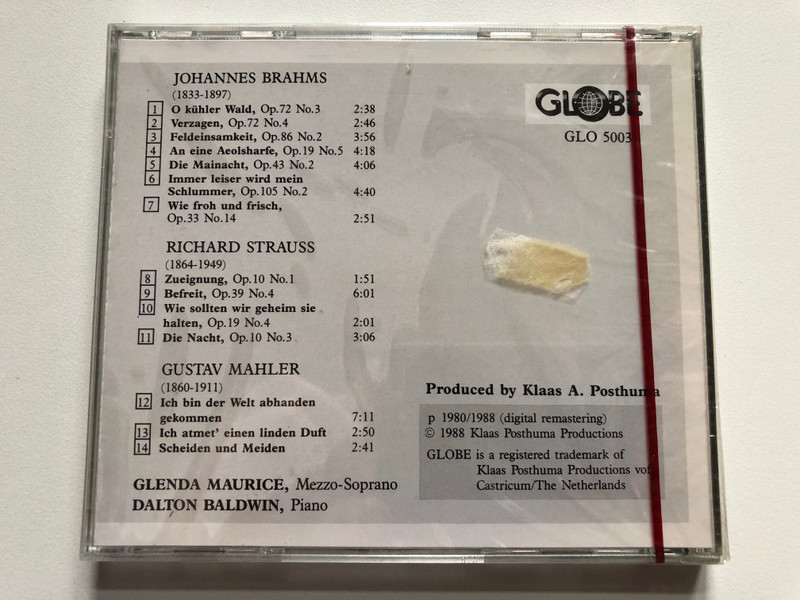 JOHANNES BRAHMS
(1833-1897)
1 O kühler Wald, Op.72 No.3 2:38
2 Verzagen, Op.72 No.4 2:46
3 Feldeinsamkeit, Op.86 No.2 3:56
4 An eine Aeolsharfe, Op.19 No.5 4:18
5 Die Mainacht, Op.43 No.2 4:06
6 Immer leiser wird mein
Schlummer, Op.105 No.2 4:40
7 Wie froh und frisch,
Op.33 No.14 2:51
RICHARD STRAUSS
(1864-1949)
8 Zueignung, Op.10 No.1 1:51
9 Befreit, Op.39 No.4 6:01
10 Wie sollten wir geheim sie
halten, Op.19 No.4 2:01
11 Die Nacht, Op.10 No.3 3:06
GUSTAV MAHLER
(1860-1911)
12 Ich bin der Welt abhanden
gekommen 7:11
13 Ich atmet' einen linden Duft 2:50
14 Scheiden und Meiden 2:41
GLENDA MAURICE, Mezzo-Soprano
DALTON BALDWIN, Piano
GLOBE
GLO
Produced by Klaas A. Posthuma
p 1980/1988 (digital remastering)
© 1988 Klaas Posthuma Productions
GLOBE is a registered trademark of
Klaas Posthuma Productions vof
Castricum/The Netherlands